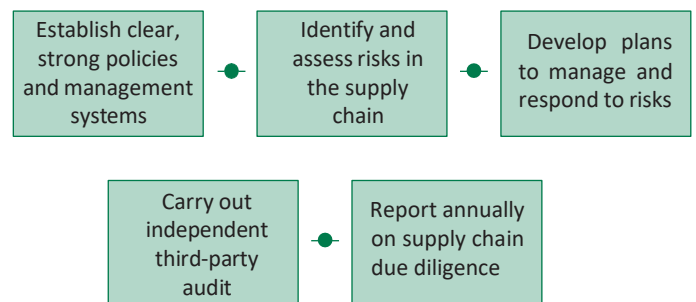 Establish clear,
strong policies
and management
systems
Identify and
assess risks in
the supply
chain
Develop plans
to manage and
respond to risks
Carry out
independent
third-party
audit
Report annually
on supply chain
due diligence